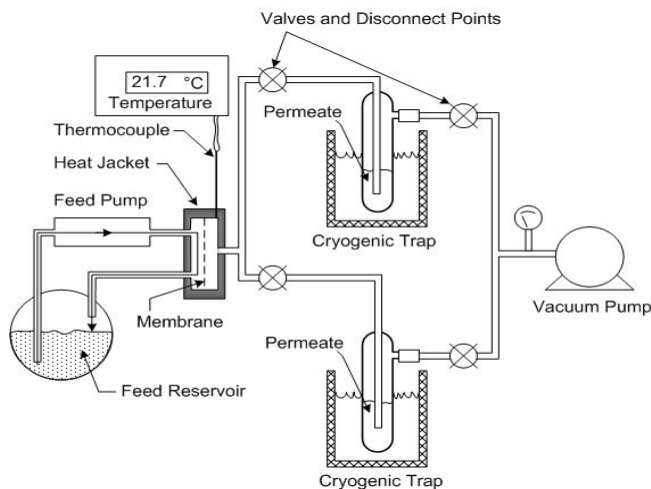 Valves and Disconnect Points
21.7 °C
Temperature
Permeate
Thermocouple
Heat Jacket
Feed Pump
Cryogenic Trap
Membrane
Vacuum Pump
Permeate
Feed Reservoir
Cryogenic Trap